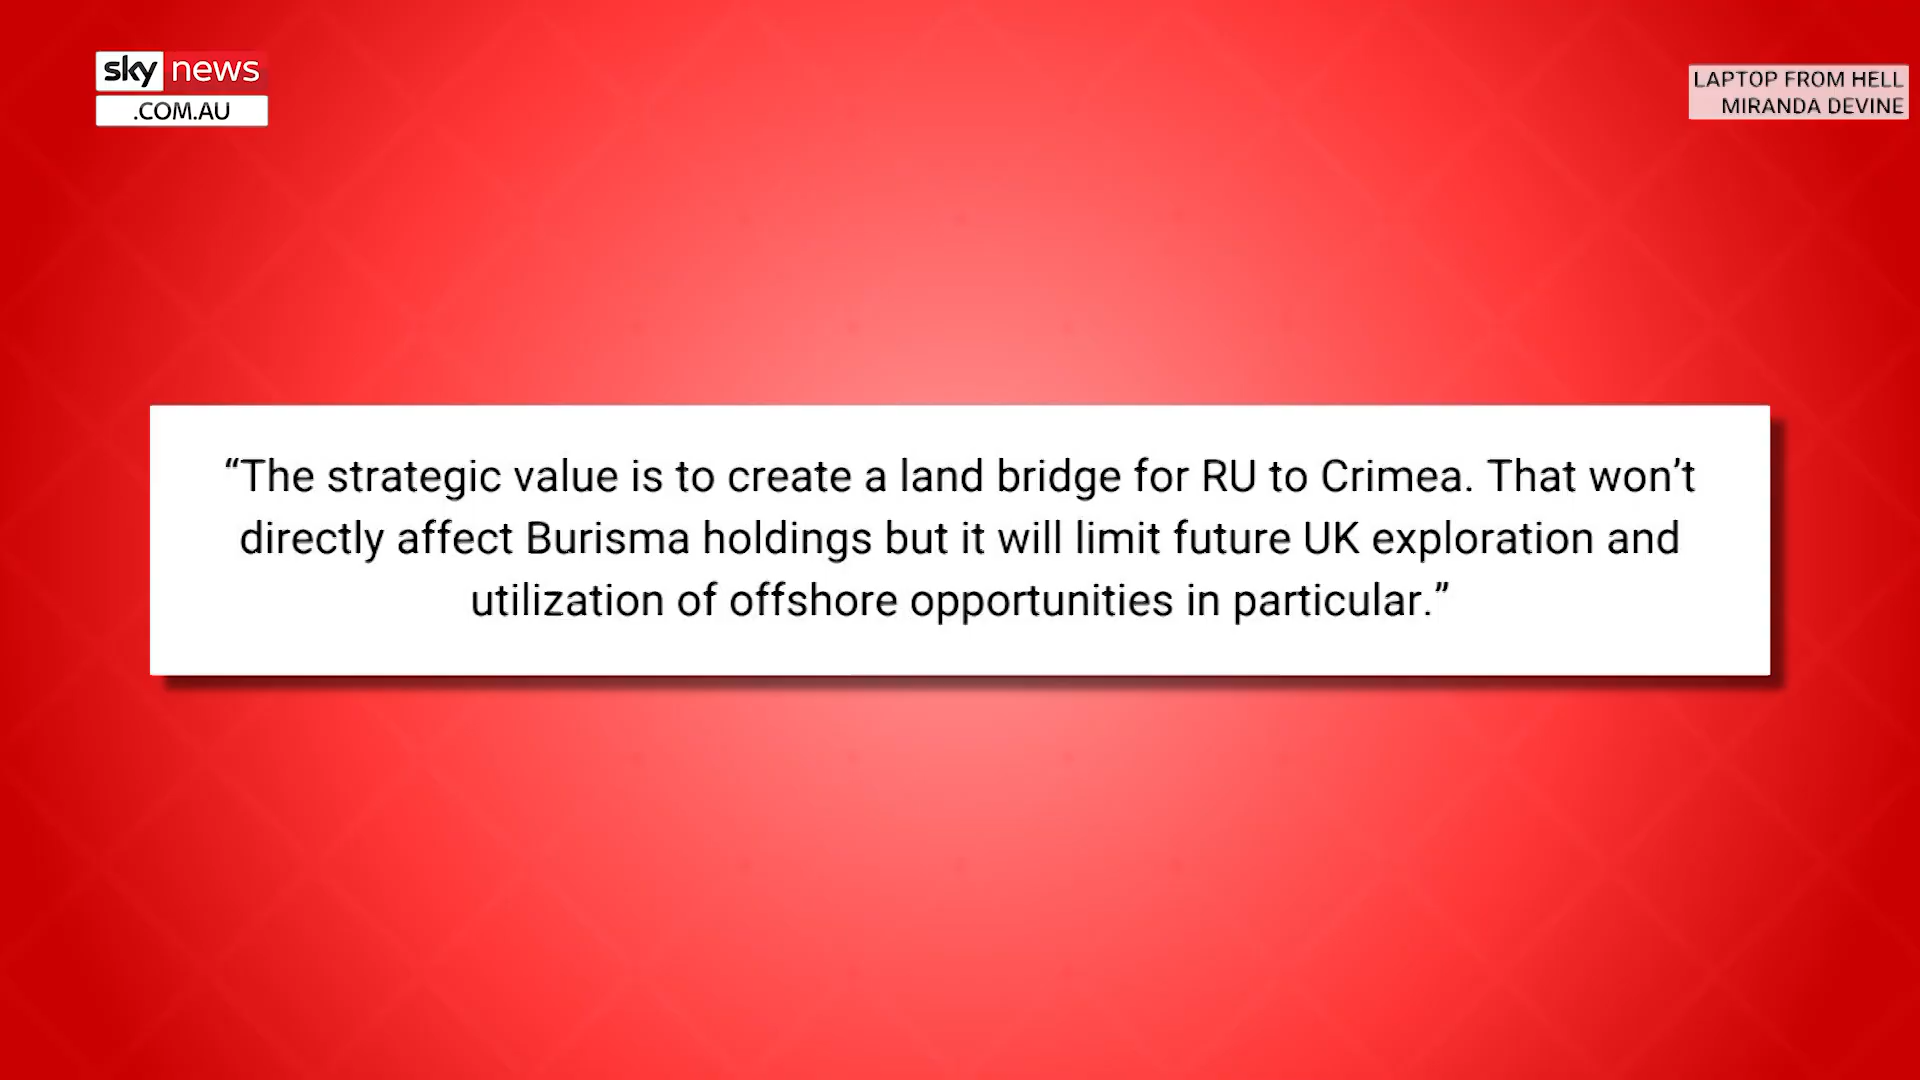 sky news
.COM.AU
LAPTOP FROM HELL
MIRANDA DEVINE
“The strategic value is to create a land bridge for RU to Crimea. That won’t
directly affect Burisma holdings but it will limit future UK exploration and
utilization of offshore opportunities in particular.”